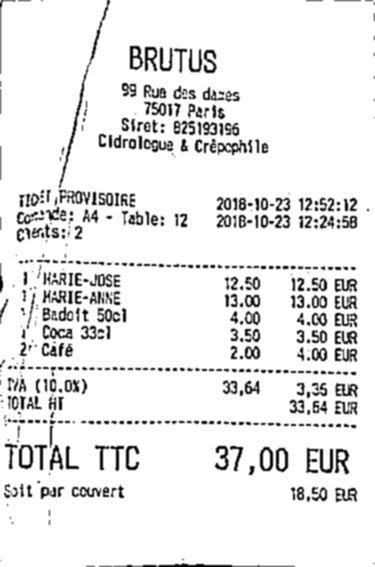 BRUTUS
99 Rue des dames
75017 Paris
Siret: 825193196
Cidrologue & Crêpophile
TICKET PROVISOIRE 2018-10-23 12:52:12
Commande: A4 - Table: 12 2018-10-23 12:24:58
Clients: 2
1 MARIE-JOSE 12.50 12.50 EUR
1 MARIE-ANNE 13.00 13.00 EUR
1 Badoit 50cl 4.00 4.00 EUR
1 Coca 33cl 3.50 3.50 EUR
2 Café 2.00 4.00 EUR
TVA (10.0%) 33,64 3,36 EUR
TOTAL HT 33,64 EUR
TOTAL TTC 37,00 EUR
Soit par couvert 18,50 EUR